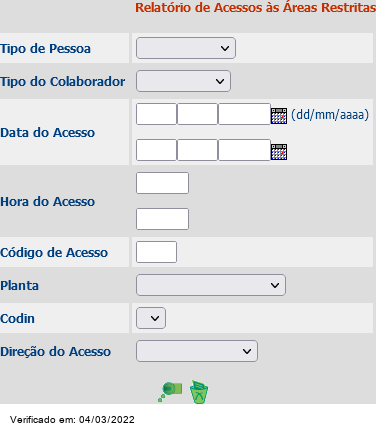 Relatório de Acessos às Áreas Restritas
Tipo de Pessoa
Tipo do Colaborador
Data do Acesso
(dd/mm/aaaa)
Hora do Acesso
Código de Acesso
Planta
Codin
Direção do Acesso
Verificado em: 04/03/2022